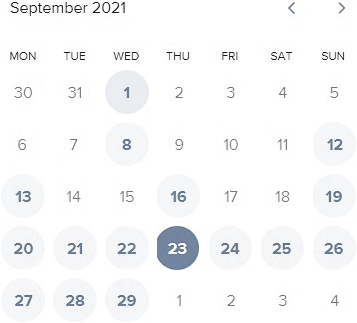 September 2021
MON TUE WED THU FRI SAT SUN
30 31 1 2 3 4 5
6 7 8 9 10 11 12
13 14 15 16 17 18 19
20 21 22 23 24 25 26
27 28 29 1 2 3 4